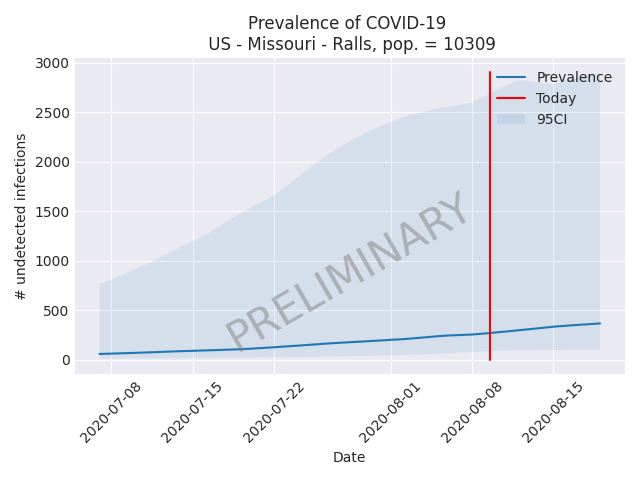 Prevalence of COVID-19
US - Missouri - Ralls, pop. = 10309
3000
2500
2000
1500
1000
500
0
# undetected infections
Prevalence
Today
95CI
PRELIMINARY
2020-07-08
2020-07-15
2020-07-22
2020-08-01
2020-08-08
2020-08-15
Date